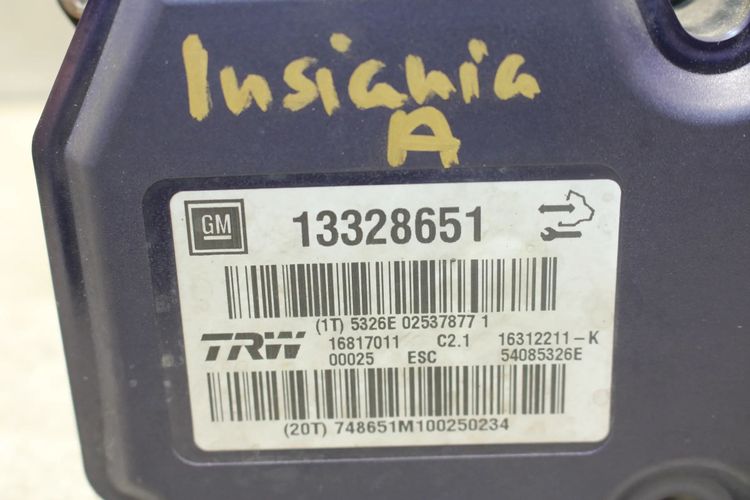 Insignia
A
GM 13328651
(1T) 5326E 02537877 1
TRW 16817011 C2.1 16312211-K
00025 ESC 54085326E
(20T) 748651M100250234